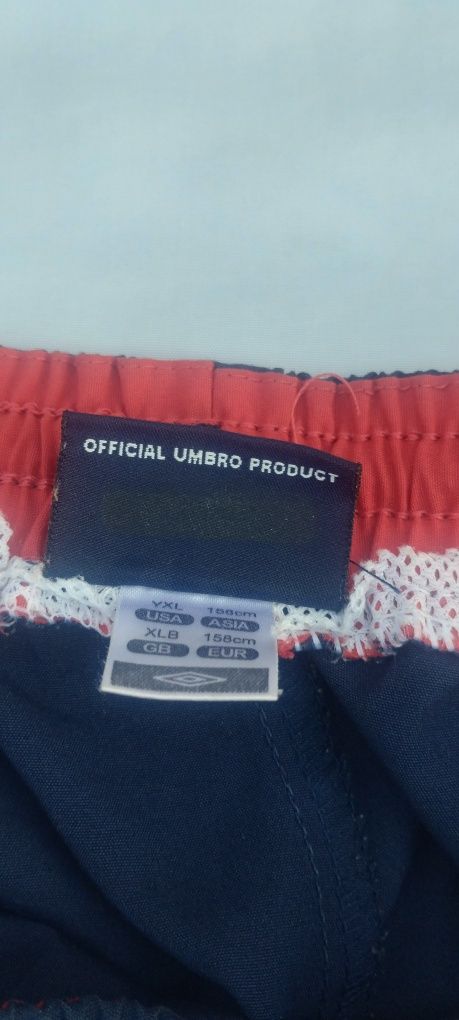 OFFICIAL UMBRO PRODUCT
YXL 158cm
USA ASIA
XLB 158cm
GB EUR